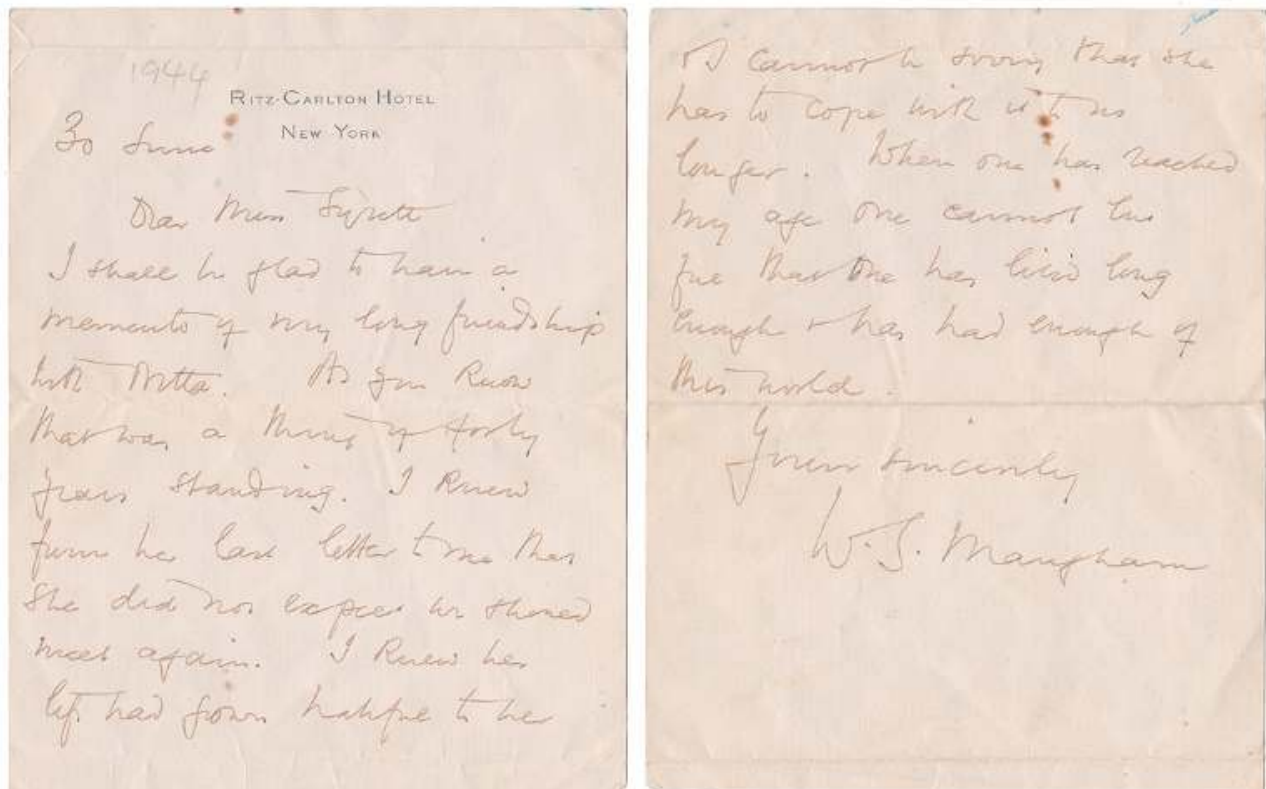 1944
RITZ-CARLTON HOTEL
NEW YORK
30 June
Dear Miss Syrett
I shall be glad to have a
memento of my long friendship
with Netta. As you know
that was a thing of forty
years standing. I knew
from her last letter to me that
she did not expect we should
meet again. I knew her
life had grown hateful to her
& I cannot be sorry that she
has to cope with it no
longer. When one has reached
my age one cannot but
feel that one has lived long
enough & has had enough of
this world.
Yours sincerely
W.S. Maugham